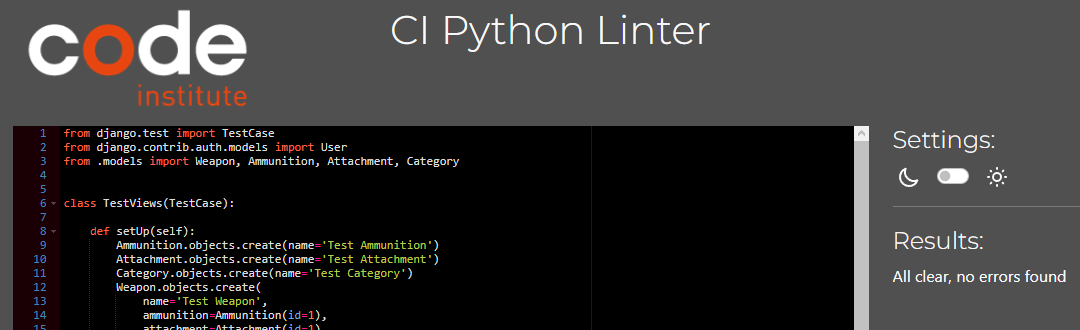 code
institute
CI Python Linter
1 from django.test import TestCase
2 from django.contrib.auth.models import User
3 from .models import Weapon, Ammunition, Attachment, Category
4
5
6 class TestViews(TestCase):
7
8 def setUp(self):
9 Ammunition.objects.create(name='Test Ammunition')
10 Attachment.objects.create(name='Test Attachment')
11 Category.objects.create(name='Test Category')
12 Weapon.objects.create(
13 name='Test Weapon',
14 ammunition=Ammunition(id=1),
15 attachment=Attachment(id=1)
Settings:
Results:
All clear, no errors found